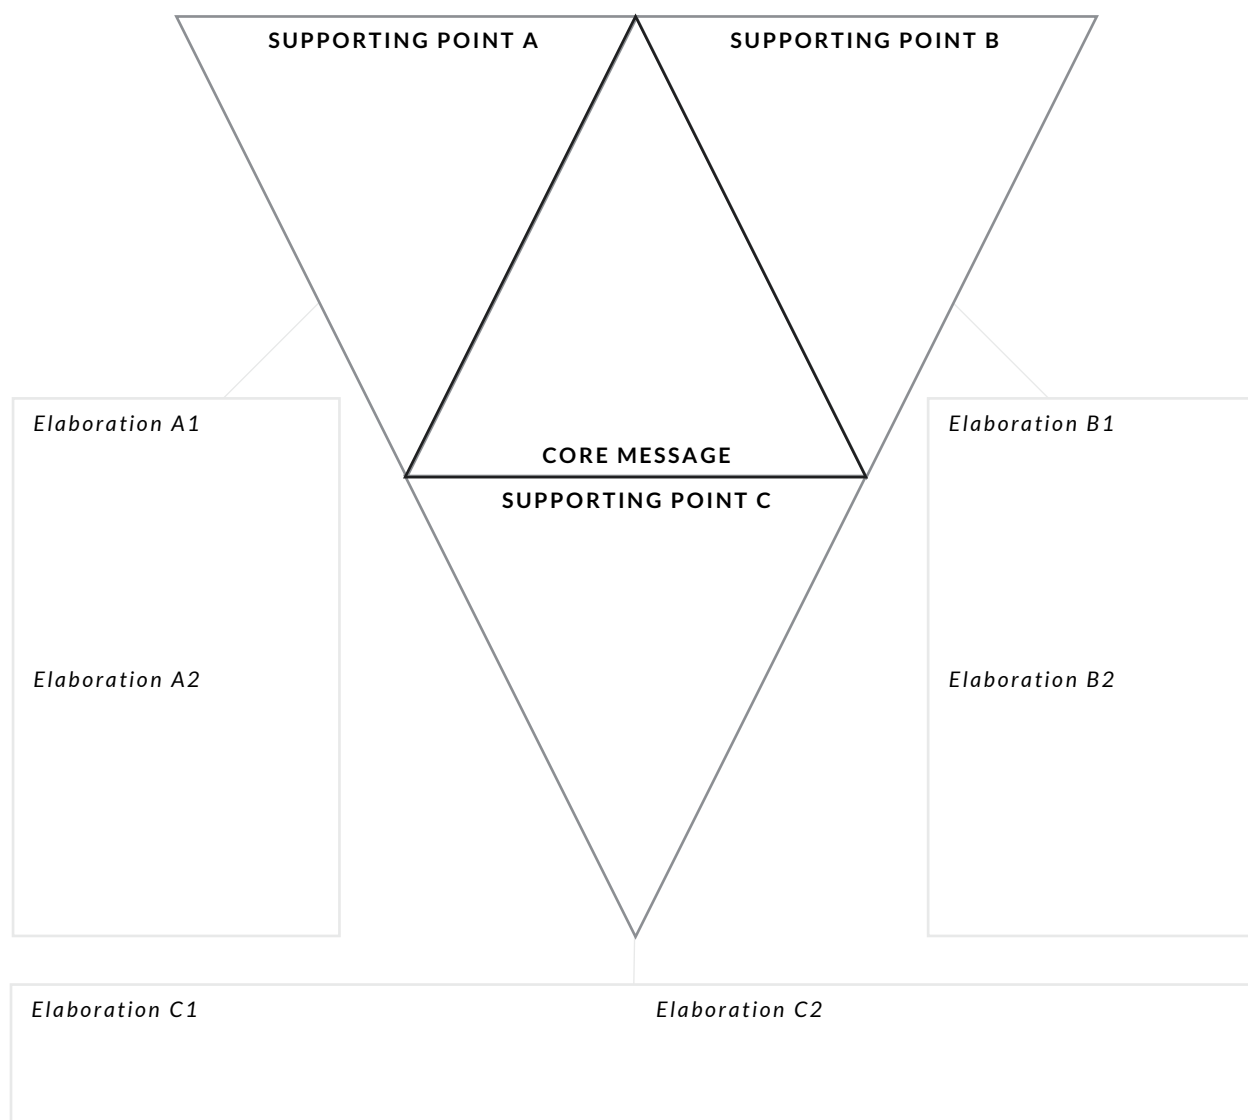 SUPPORTING POINT A
SUPPORTING POINT B
CORE MESSAGE
SUPPORTING POINT C
Elaboration A1
Elaboration A2
Elaboration B1
Elaboration B2
Elaboration C1
Elaboration C2